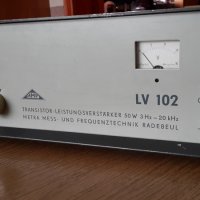 LV 102
TRANSISTOR-LEISTUNGSVERSTÄRKER 50W 3Hz – 20kHz
METRA MESS- UND FREQUENZTECHNIK RADEBEUL